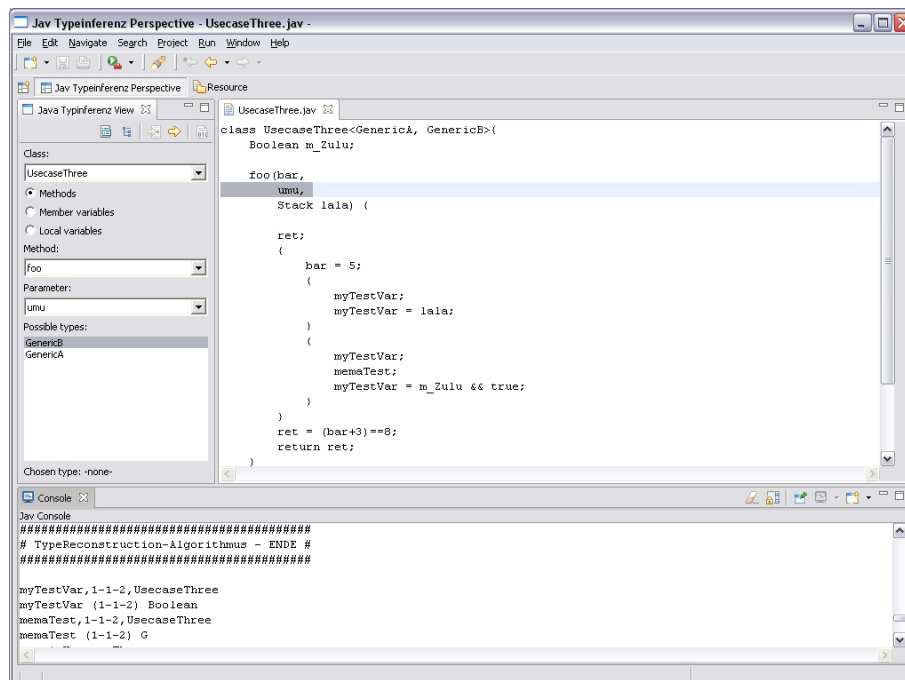 Jav Typeinferenz Perspective - UsecaseThree.jav -
File Edit Navigate Search Project Run Window Help
Jav Typeinferenz Perspective Resource
Java Typinferenz View
Class:
UsecaseThree
Methods
Member variables
Local variables
Method:
foo
Parameter:
umu
Possible types:
GenericB
GenericA
Chosen type: -none-
UsecaseThree.jav
class UsecaseThree<GenericA, GenericB>{
Boolean m_Zulu;
foo(bar,
umu,
Stack lala) {
ret;
{
bar = 5;
{
myTestVar;
myTestVar = lala;
}
{
myTestVar;
memaTest;
myTestVar = m_Zulu && true;
}
}
ret = (bar+3)==8;
return ret;
}
Console
Jav Console
#########################################
# TypeReconstruction-Algorithmus - ENDE #
#########################################
myTestVar,1-1-2,UsecaseThree
myTestVar (1-1-2) Boolean
memaTest,1-1-2,UsecaseThree
memaTest (1-1-2) G